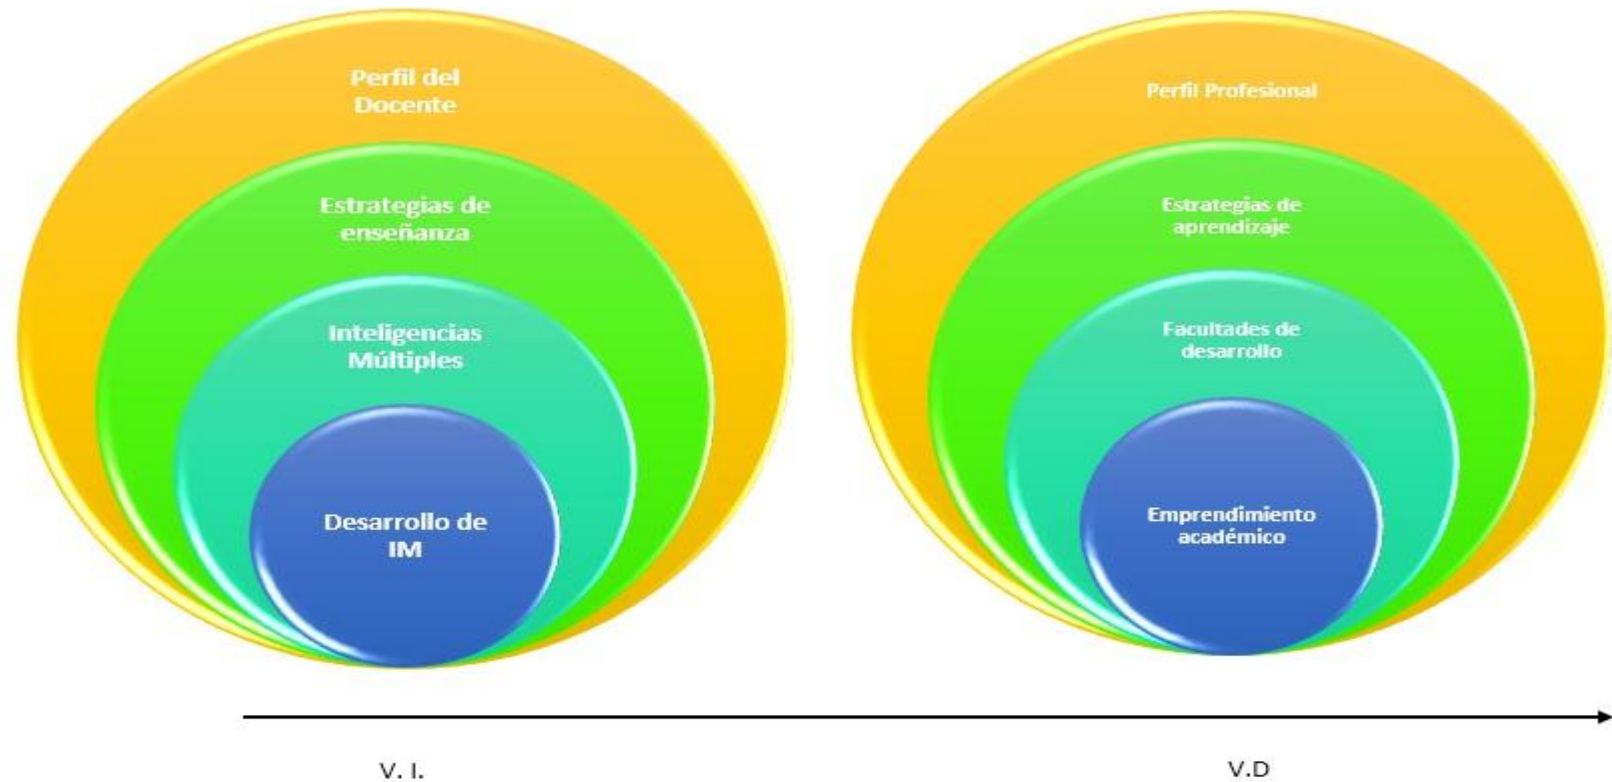 Perfil del
Docente
Estrategias de
enseñanza
Inteligencias
Múltiples
Desarrollo de
IM
Perfil Profesional
Estrategias de
aprendizaje
Facultades de
desarrollo
Emprendimiento
académico
V. I.
V.D